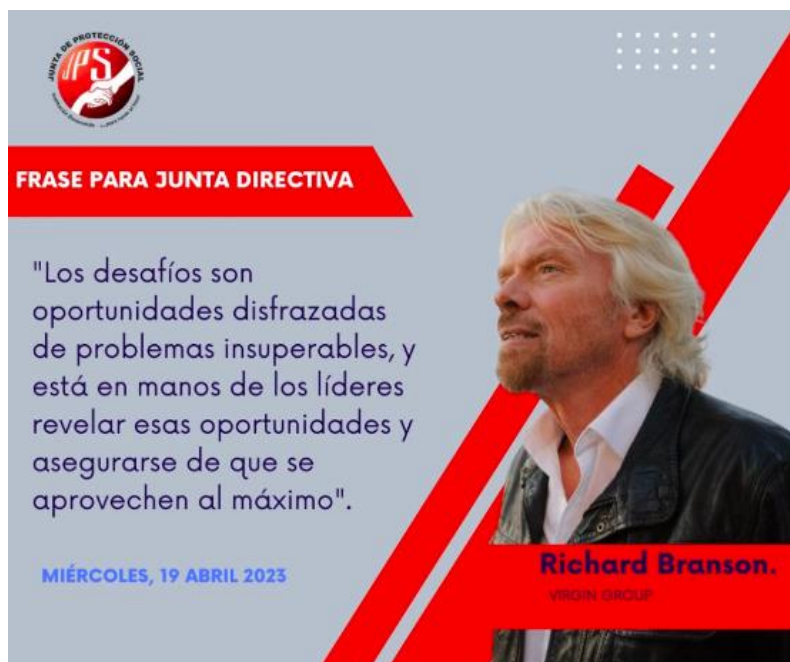 JUNTA DE PROTECCIÓN SOCIAL
JPS
FRASE PARA JUNTA DIRECTIVA
"Los desafíos son
oportunidades disfrazadas
de problemas insuperables, y
está en manos de los líderes
revelar esas oportunidades y
asegurarse de que se
aprovechen al máximo".
MIÉRCOLES, 19 ABRIL 2023
Richard Branson.
VIRGIN GROUP